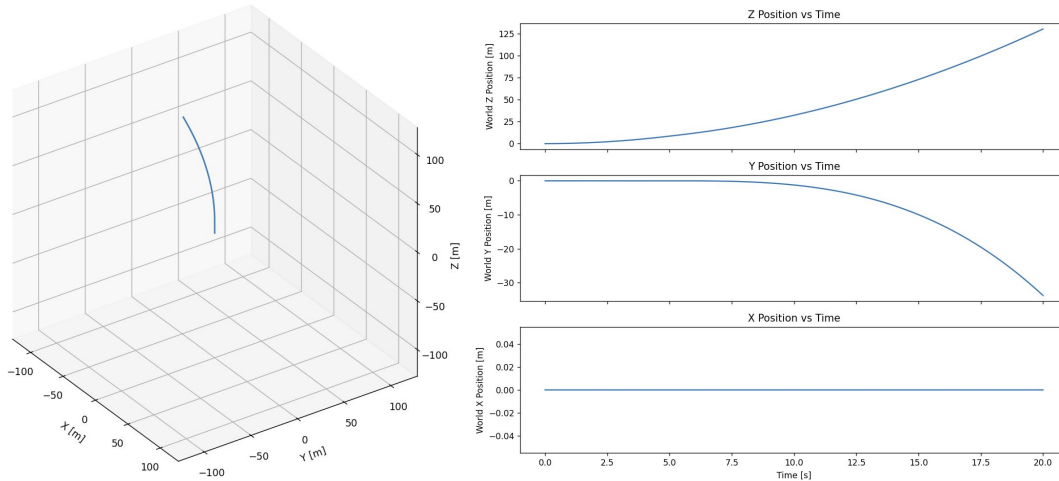 −100
−50
0
50
100
X [m]
−100
−50
0
50
100
Y [m]
100
50
0
−50
−100
Z [m]
Z Position vs Time
World Z Position [m]
125
100
75
50
25
0
Y Position vs Time
World Y Position [m]
0
−10
−20
−30
X Position vs Time
World X Position [m]
0.04
0.02
0.00
−0.02
−0.04
0.0 2.5 5.0 7.5 10.0 12.5 15.0 17.5 20.0
Time [s]